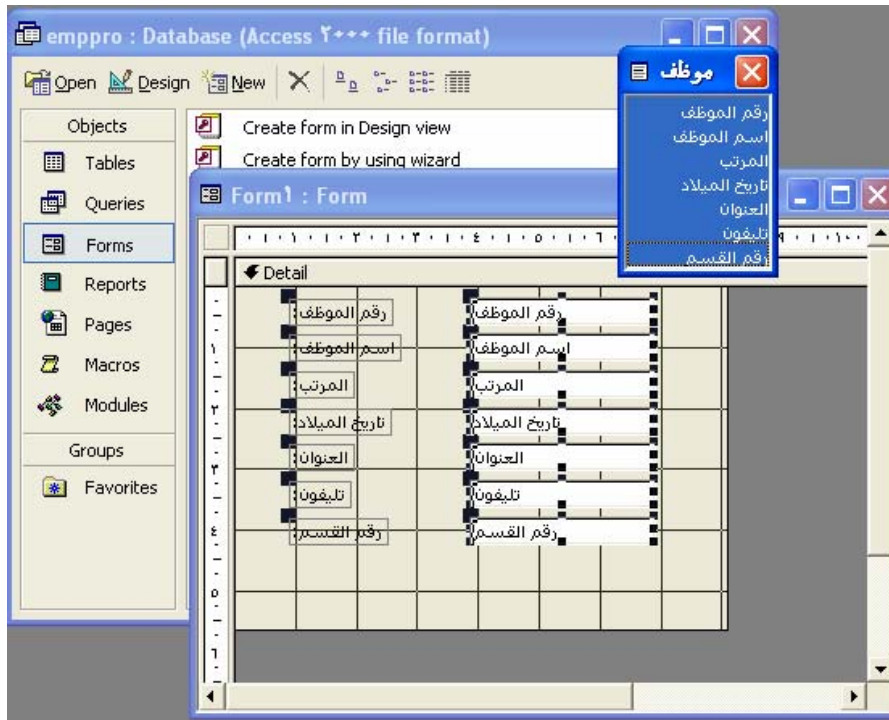 emppro : Database (Access ٢٠٠٠ file format)
Open Design New
Objects
Tables
Queries
Forms
Reports
Pages
Macros
Modules
Groups
Favorites
Create form in Design view
Create form by using wizard
موظف
رقم الموظف
اسم الموظف
المرتب
تاريخ الميلاد
العنوان
تليفون
رقم القسم
Form١ : Form
Detail
رقم الموظف: رقم الموظف
اسم الموظف: اسم الموظف
المرتب: المرتب
تاريخ الميلاد: تاريخ الميلاد
العنوان: العنوان
تليفون: تليفون
رقم القسم: رقم القسم